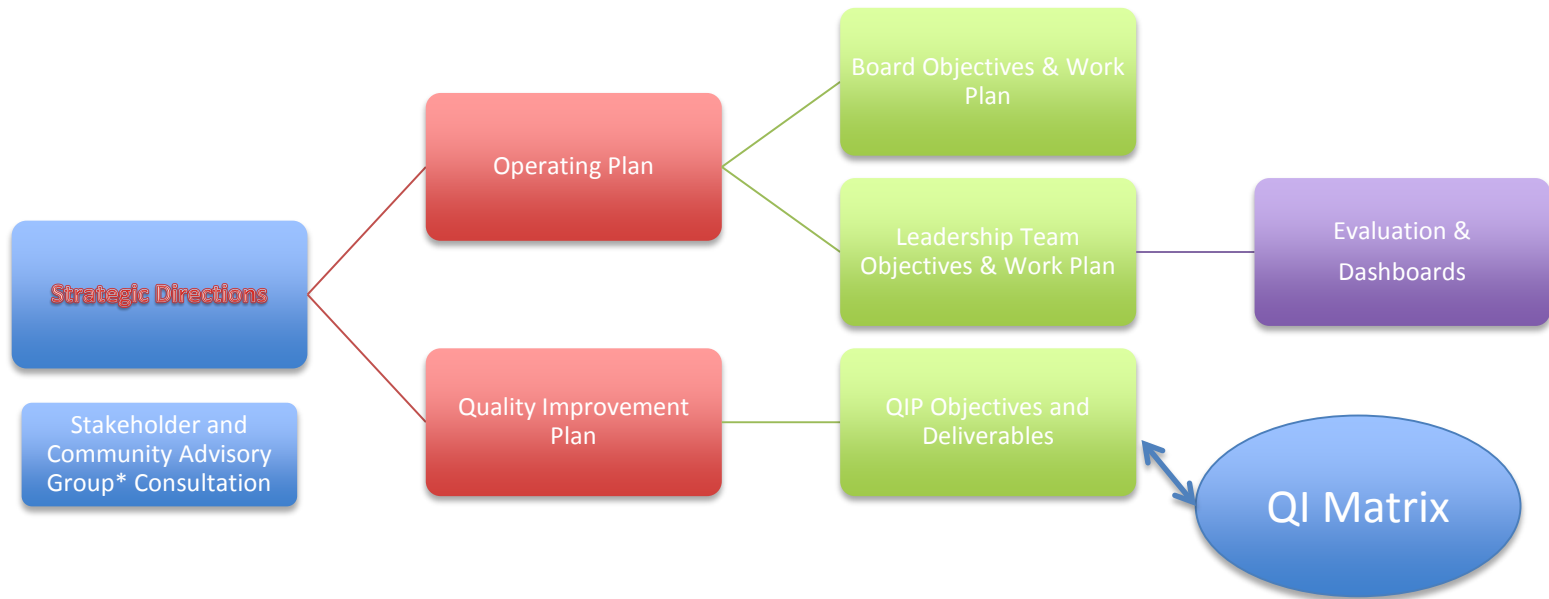 Strategic Directions
Stakeholder and
Community Advisory
Group* Consultation
Operating Plan
Quality Improvement
Plan
Board Objectives & Work
Plan
Leadership Team
Objectives & Work Plan
QIP Objectives and
Deliverables
Evaluation &
Dashboards
QI Matrix